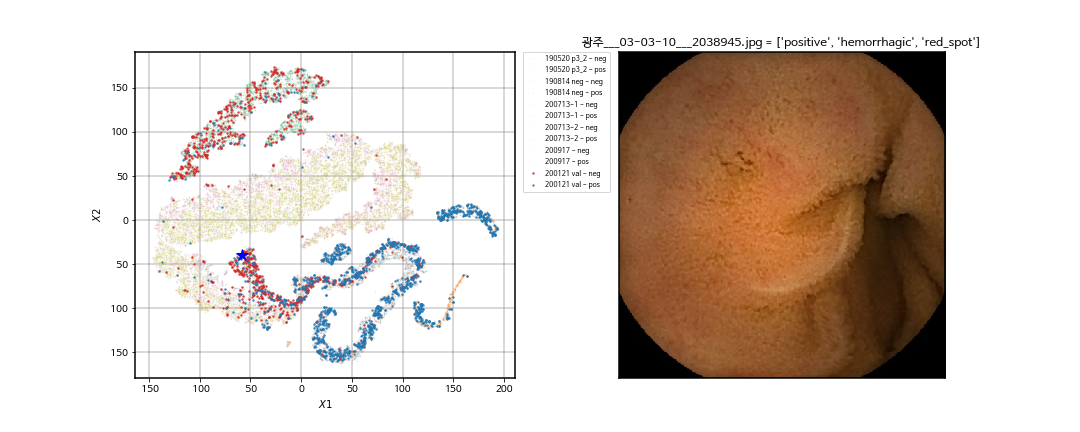 광주___03-03-10___2038945.jpg = ['positive', 'hemorrhagic', 'red_spot']
190520 p3_2 - neg
190520 p3_2 - pos
190814 neg - neg
190814 neg - pos
200713-1 - neg
200713-1 - pos
200713-2 - neg
200713-2 - pos
200917 - neg
200917 - pos
200121 val - neg
200121 val - pos
150
100
50
0
50
100
150
X2
150 100 50 0 50 100 150 200
X1